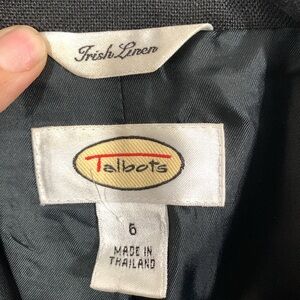 Irish Linen
Talbots
6
MADE IN
THAILAND